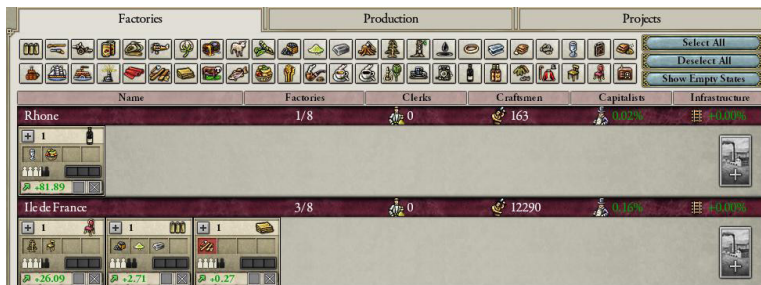 Factories Production Projects
Select All
Deselect All
Show Empty States
Name Factories Clerks Craftsmen Capitalists Infrastructure
Rhone 1/8 0 163 0.02% +0.00%
1
+81.89
Ile de France 3/8 0 12290 0.16% +0.00%
1 1 1
+26.09 +2.71 +0.27